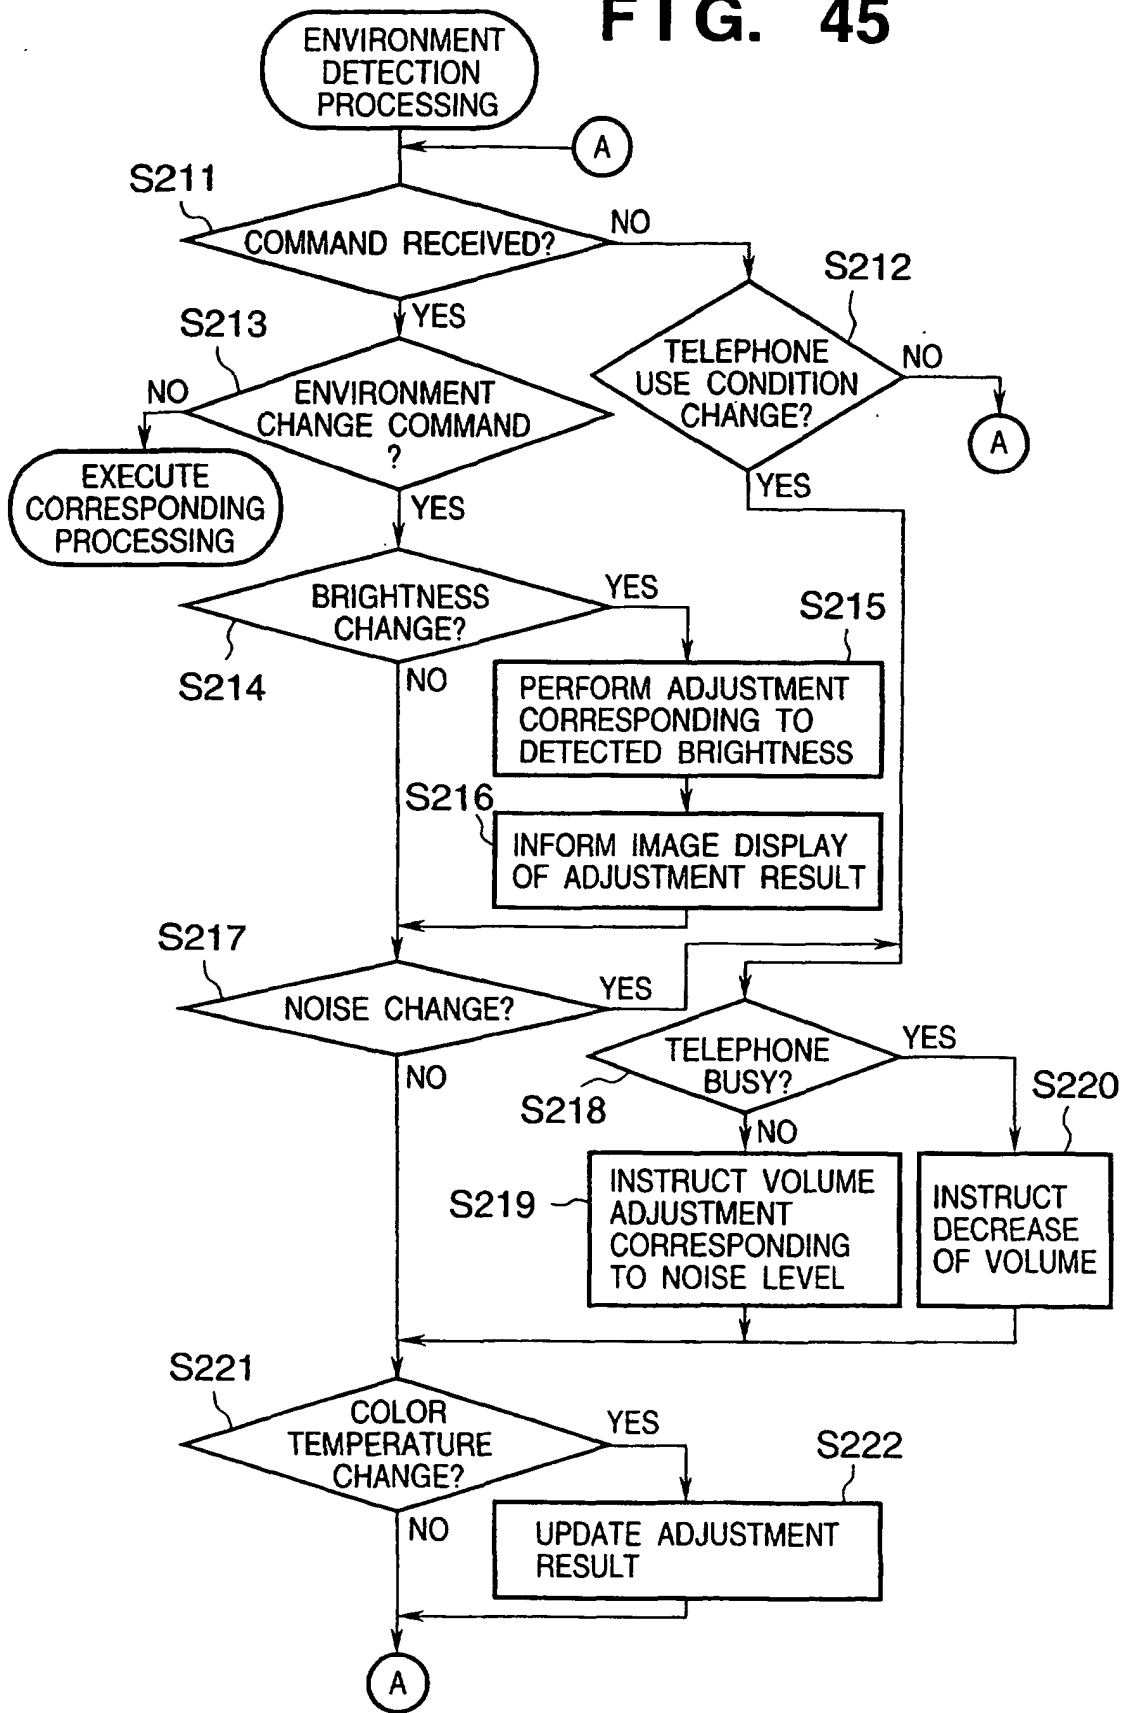 FIG. 45
ENVIRONMENT
DETECTION
PROCESSING
A
S211
COMMAND RECEIVED?
NO
YES
S212
TELEPHONE
USE CONDITION
CHANGE?
NO
A
YES
S213
ENVIRONMENT
CHANGE COMMAND
?
NO
EXECUTE
CORRESPONDING
PROCESSING
YES
BRIGHTNESS
CHANGE?
S214
YES
NO
S215
PERFORM ADJUSTMENT
CORRESPONDING TO
DETECTED BRIGHTNESS
S216
INFORM IMAGE DISPLAY
OF ADJUSTMENT RESULT
S217
NOISE CHANGE?
YES
NO
TELEPHONE
BUSY?
S218
YES
NO
S219
INSTRUCT VOLUME
ADJUSTMENT
CORRESPONDING
TO NOISE LEVEL
S220
INSTRUCT
DECREASE
OF VOLUME
S221
COLOR
TEMPERATURE
CHANGE?
YES
NO
S222
UPDATE ADJUSTMENT
RESULT
A